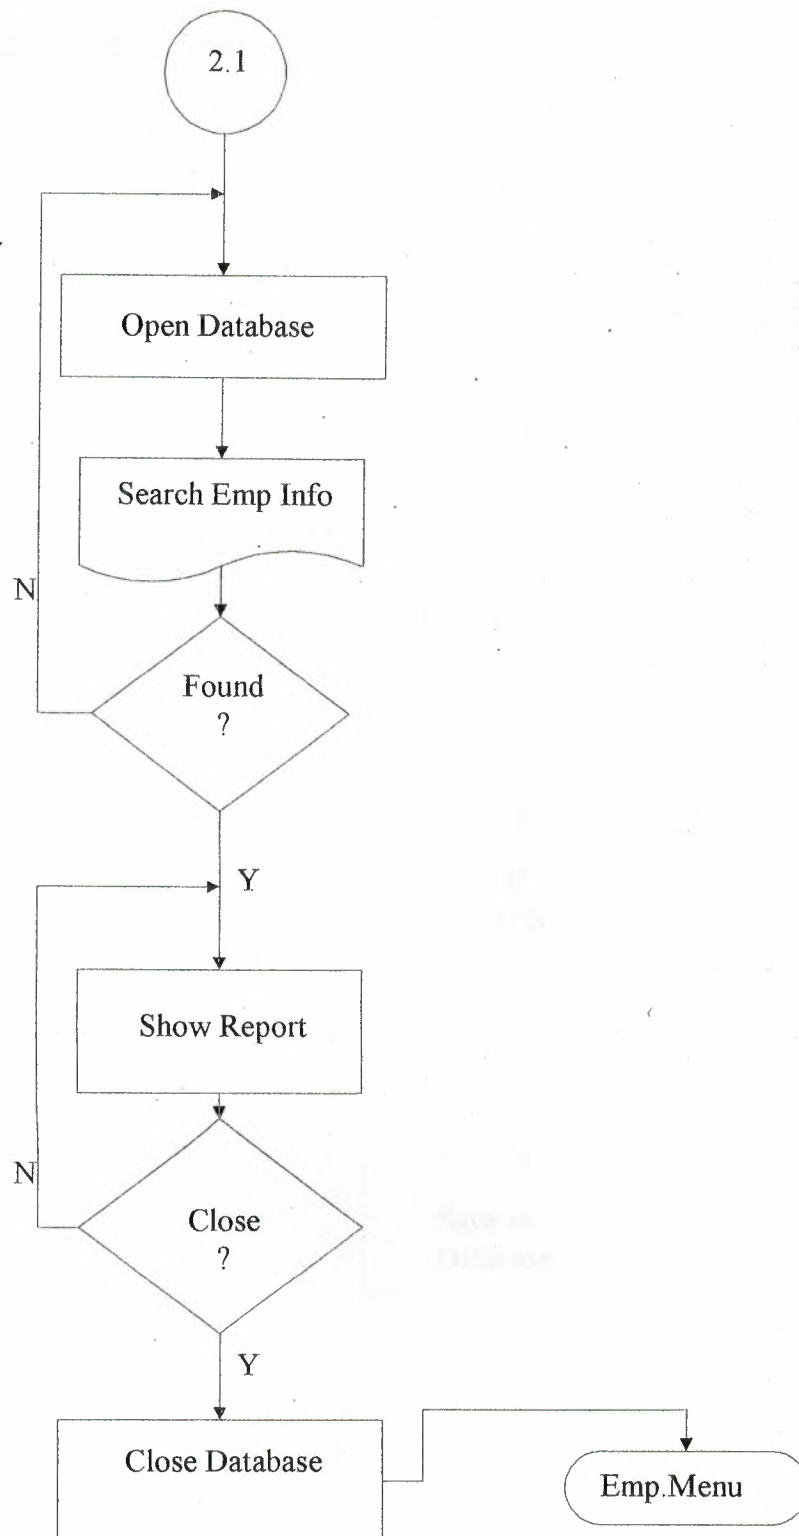 2.1
Open Database
Search Emp Info
N
Found
?
Y
Show Report
N
Close
?
Y
Close Database
Emp.Menu